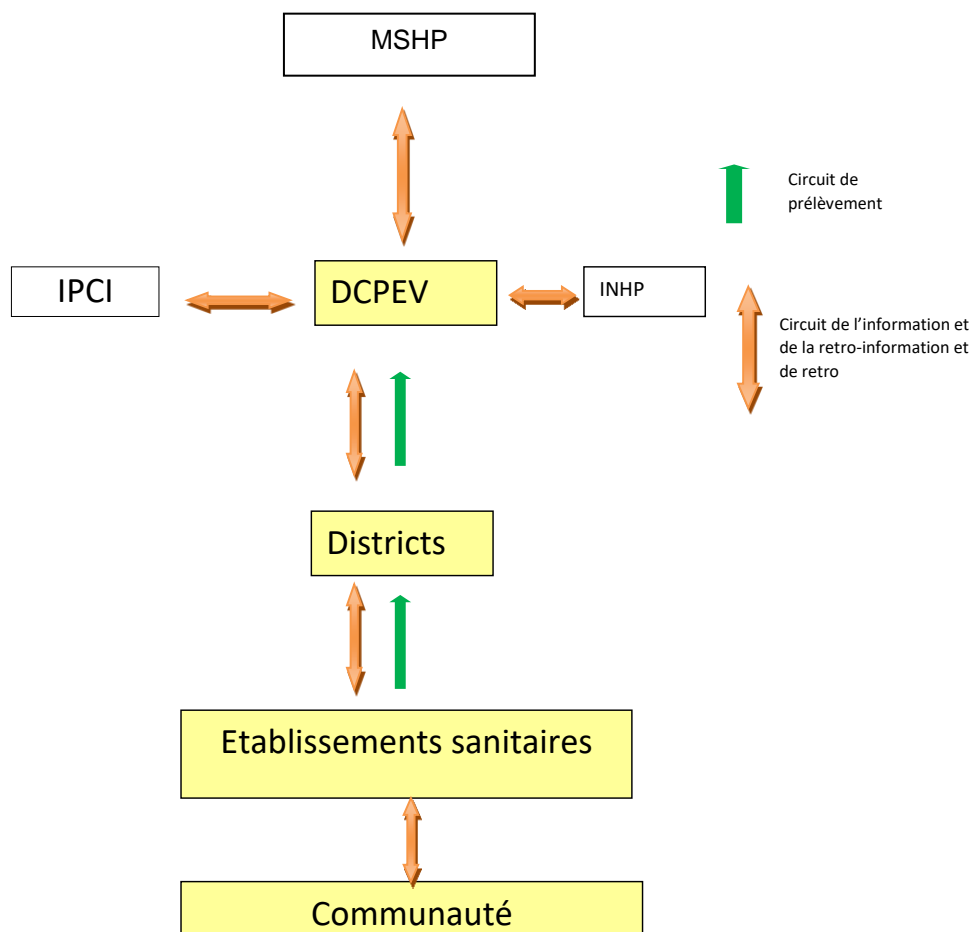 MSHP
Circuit de
prélèvement
IPCI
DCPEV
INHP
Circuit de l’information et
de la retro-information et
de retro
Districts
Etablissements sanitaires
Communauté